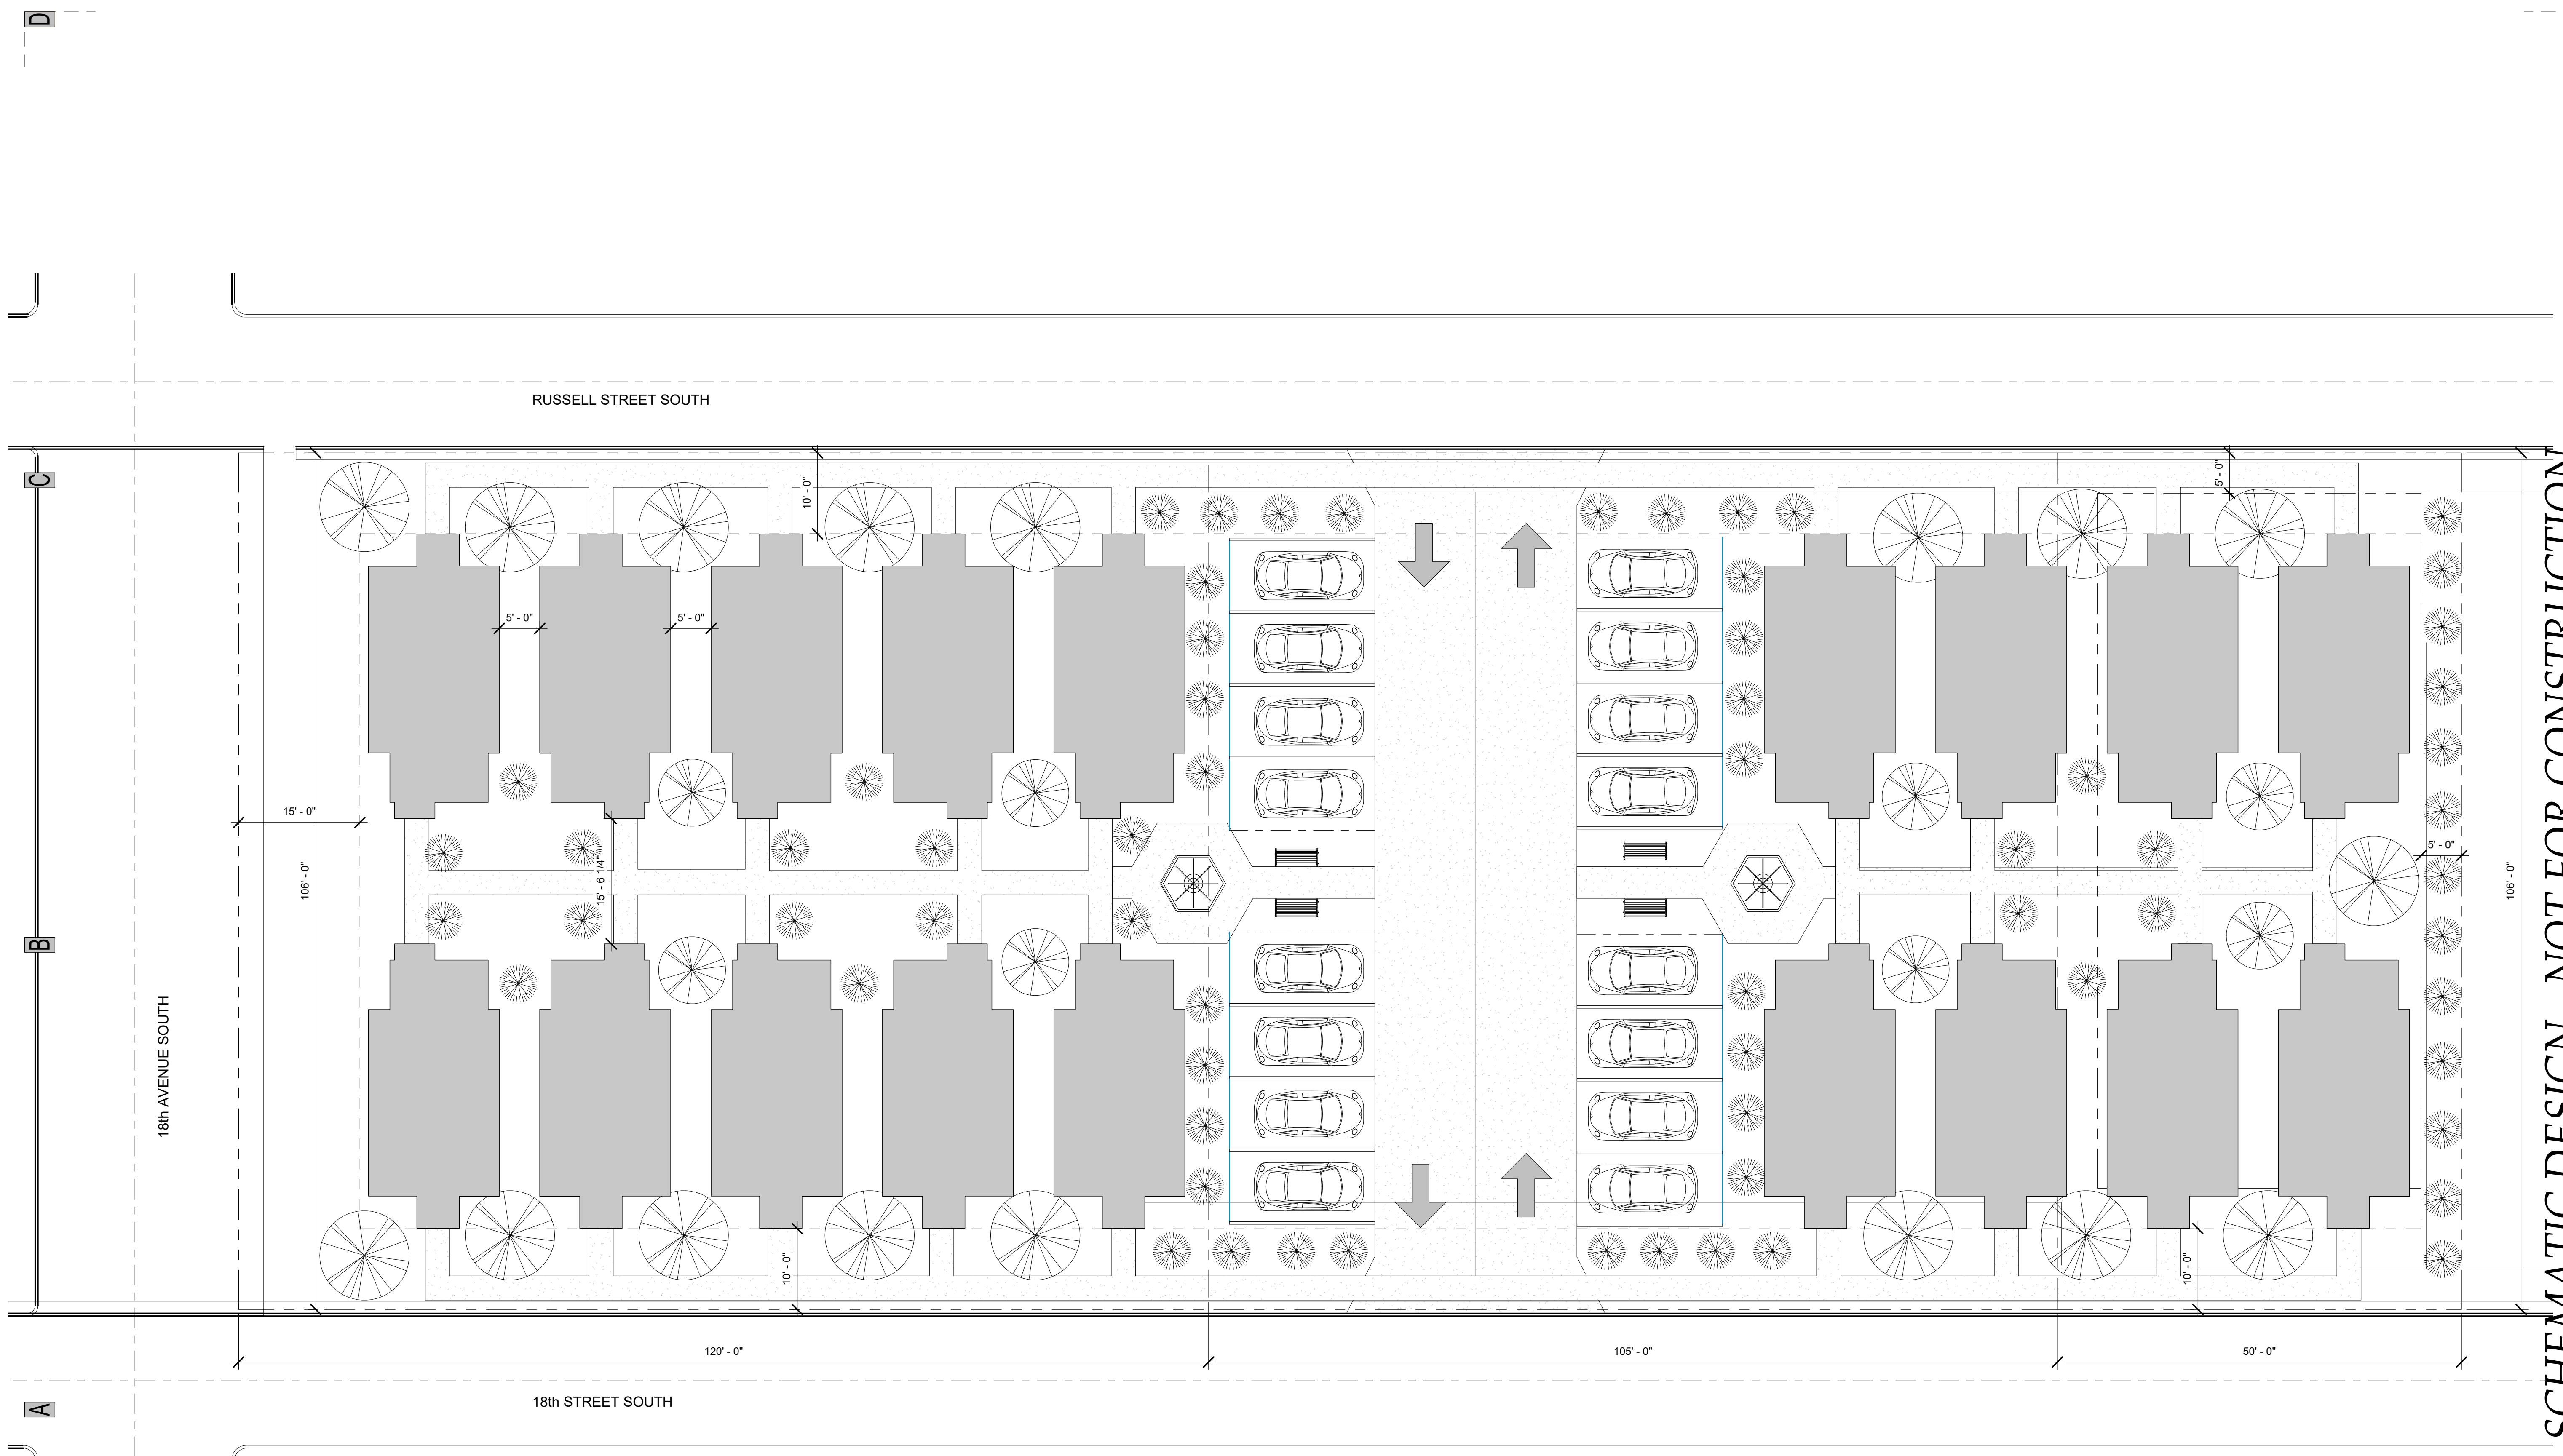 D
RUSSELL STREET SOUTH
C
10' - 0"
5' - 0"
5' - 0"
5' - 0"
15' - 0"
106' - 0"
15' - 6 1/4"
5' - 0"
106' - 0"
B
18th AVENUE SOUTH
10' - 0"
10' - 0"
120' - 0"
105' - 0"
50' - 0"
18th STREET SOUTH
A
SCHEMATIC DESIGN NOT FOR CONSTRUCTION